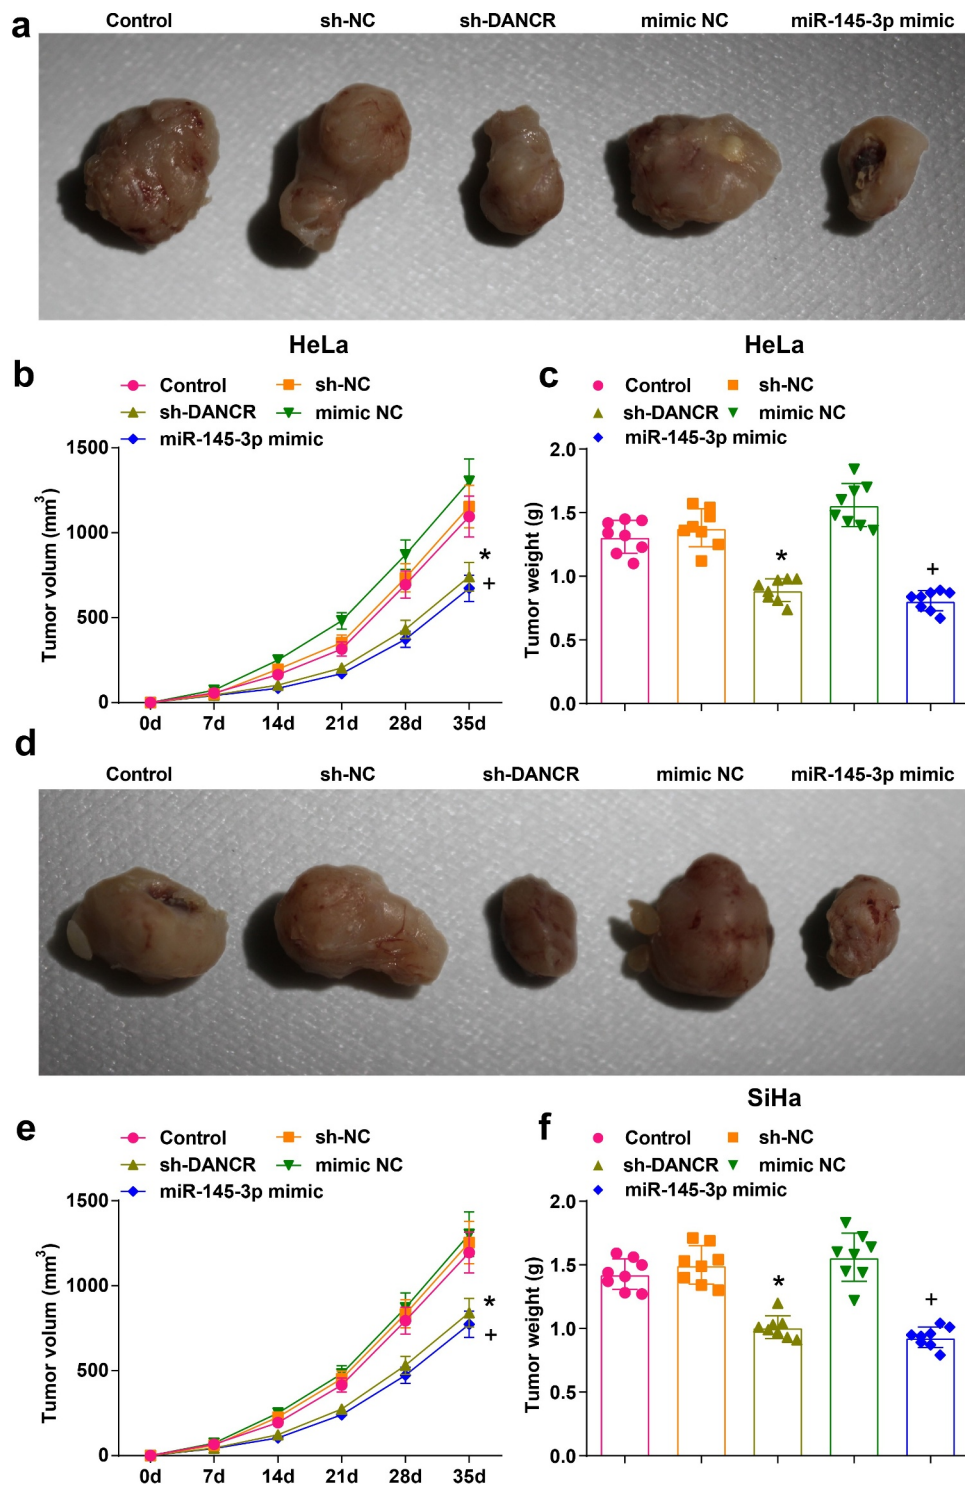 a
Control sh-NC sh-DANCR mimic NC miR-145-3p mimic
HeLa
HeLa
b
Control sh-NC
sh-DANCR mimic NC
miR-145-3p mimic
Tumor volum (mm3)
1500
1000
500
0
0d 7d 14d 21d 28d 35d
*
+
c
Control sh-NC
sh-DANCR mimic NC
miR-145-3p mimic
Tumor weight (g)
2.0
1.5
1.0
0.5
0.0
*
+
d
Control sh-NC sh-DANCR mimic NC miR-145-3p mimic
SiHa
e
Control sh-NC
sh-DANCR mimic NC
miR-145-3p mimic
Tumor volum (mm3)
1500
1000
500
0
0d 7d 14d 21d 28d 35d
*
+
f
Control sh-NC
sh-DANCR mimic NC
miR-145-3p mimic
Tumor weight (g)
2.0
1.5
1.0
0.5
0.0
*
+